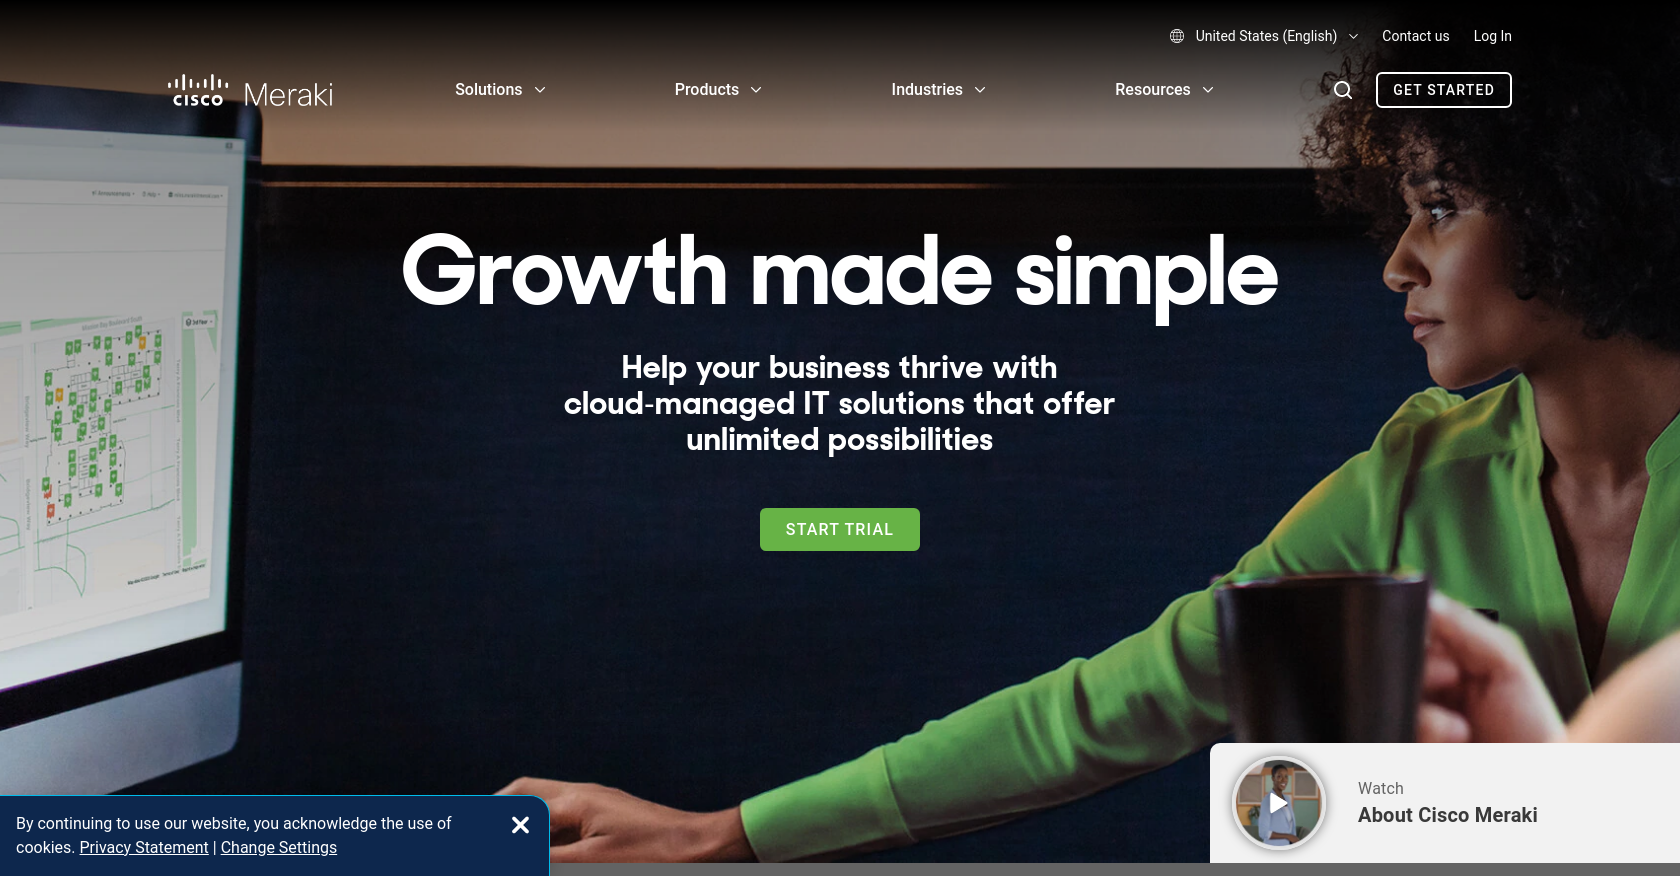 United States (English)
Contact us
Log In
CISCO Meraki
Solutions
Products
Industries
Resources
GET STARTED
Growth made simple
Help your business thrive with
cloud-managed IT solutions that offer
unlimited possibilities
START TRIAL
Watch
About Cisco Meraki
By continuing to use our website, you acknowledge the use of
cookies. Privacy Statement | Change Settings